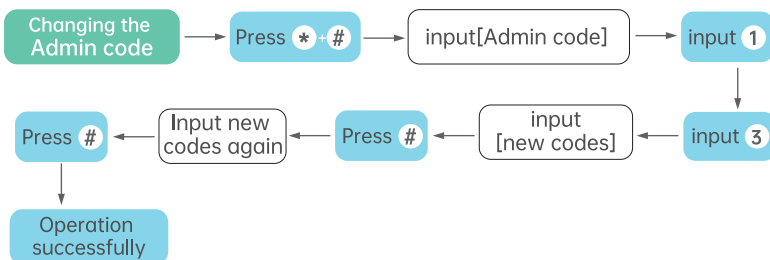 Changing the
Admin code
Press * + #
input[Admin code]
input 1
input 3
input
[new codes]
Press #
Input new
codes again
Press #
Operation
successfully